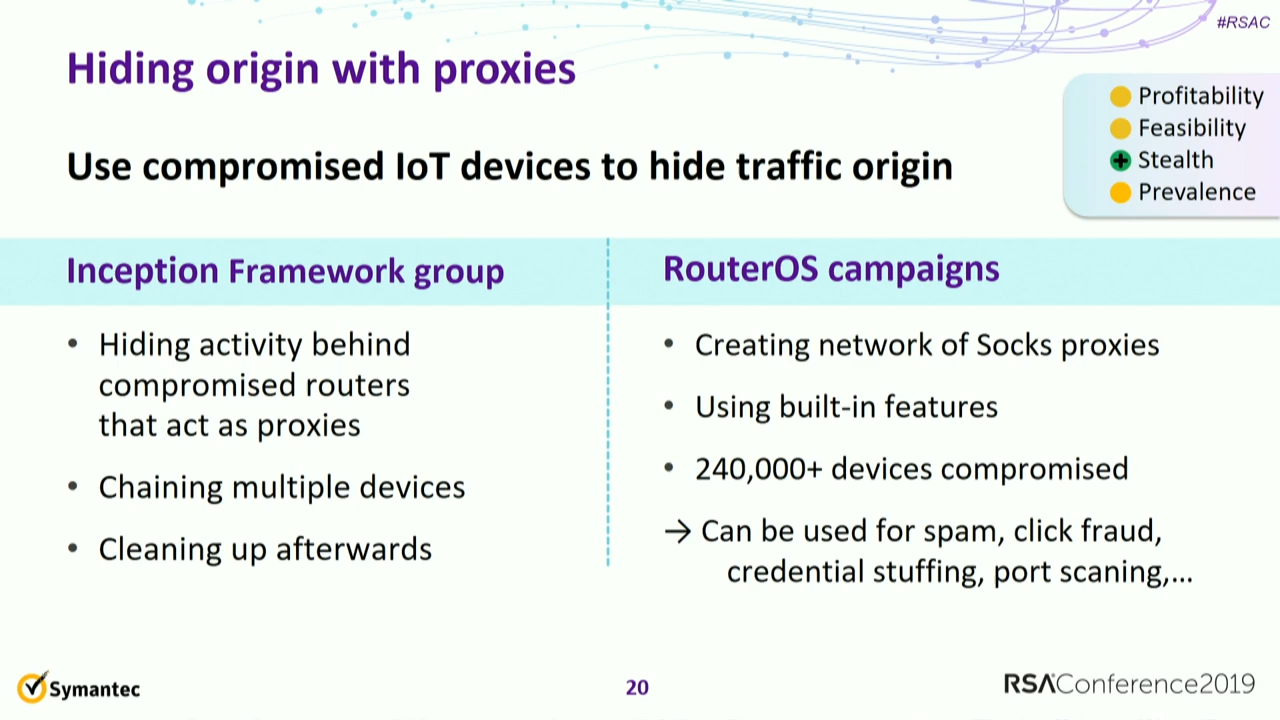 #RSAC
Hiding origin with proxies
Profitability
Feasibility
Stealth
Prevalence
Use compromised IoT devices to hide traffic origin
Inception Framework group
• Hiding activity behind
compromised routers
that act as proxies
• Chaining multiple devices
• Cleaning up afterwards
RouterOS campaigns
• Creating network of Socks proxies
• Using built-in features
• 240,000+ devices compromised
→ Can be used for spam, click fraud,
credential stuffing, port scaning,...
Symantec
20
RSAConference2019